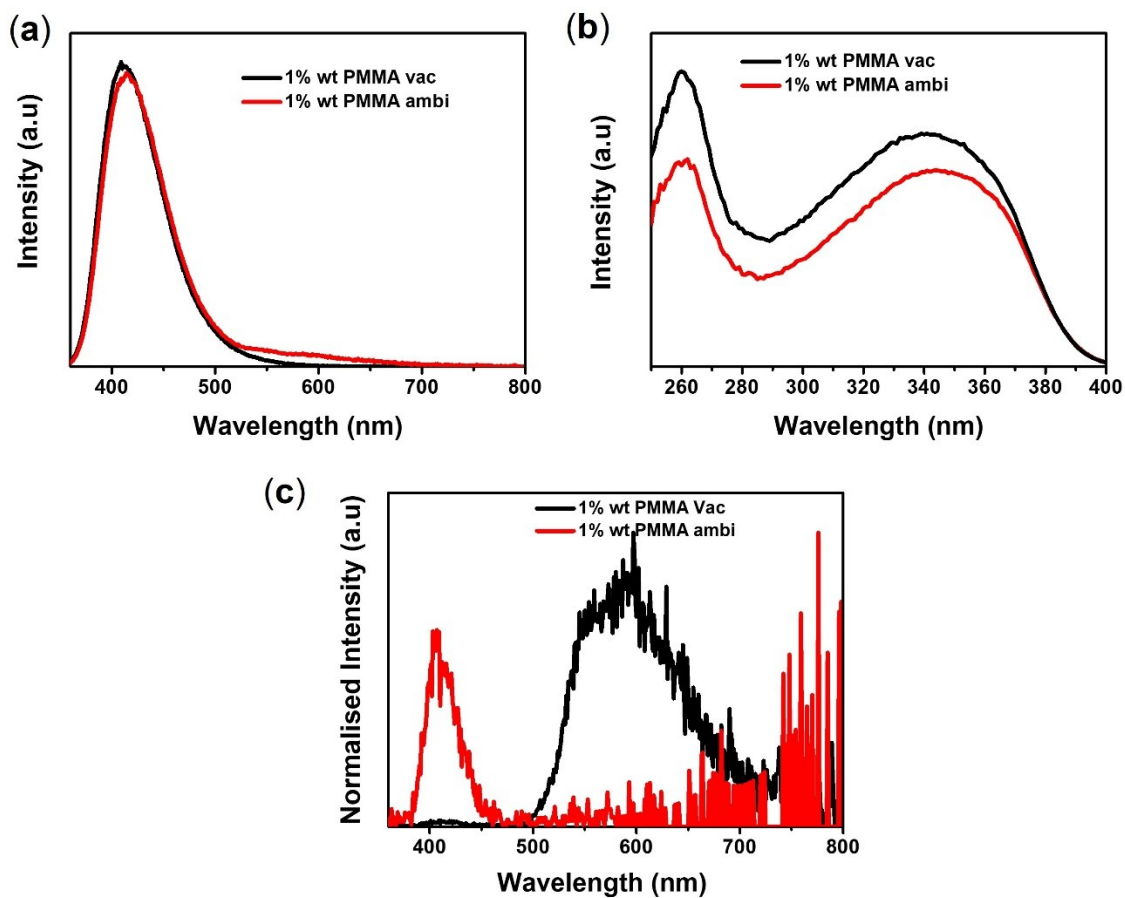 (a)
1% wt PMMA vac
1% wt PMMA ambi
Intensity (a.u)
400 500 600 700 800
Wavelength (nm)
(b)
1% wt PMMA vac
1% wt PMMA ambi
Intensity (a.u)
260 280 300 320 340 360 380 400
Wavelength (nm)
(c)
1% wt PMMA Vac
1% wt PMMA ambi
Normalised Intensity (a.u)
400 500 600 700 800
Wavelength (nm)